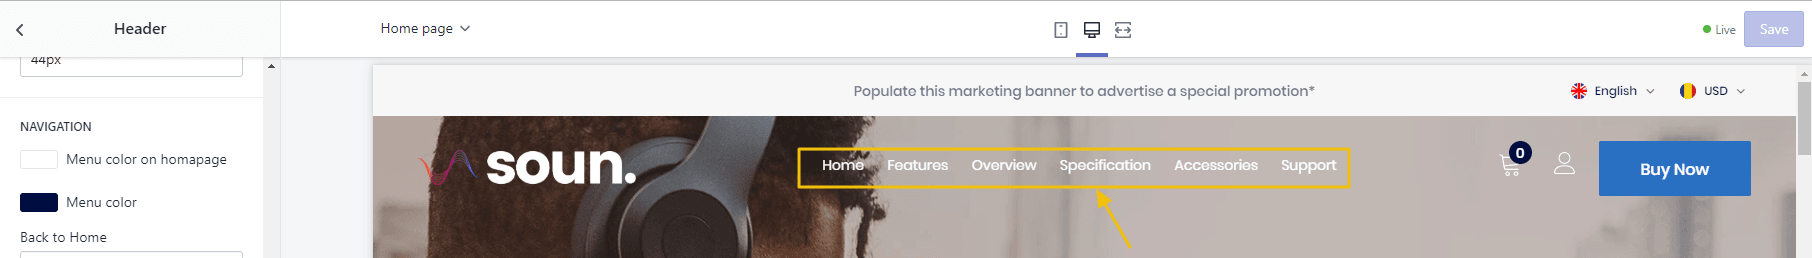 Header
Home page
Live
Save
44px
Populate this marketing banner to advertise a special promotion*
English
USD
NAVIGATION
Menu color on homapage
Menu color
Back to Home
soun.
Home Features Overview Specification Accessories Support
0
Buy Now